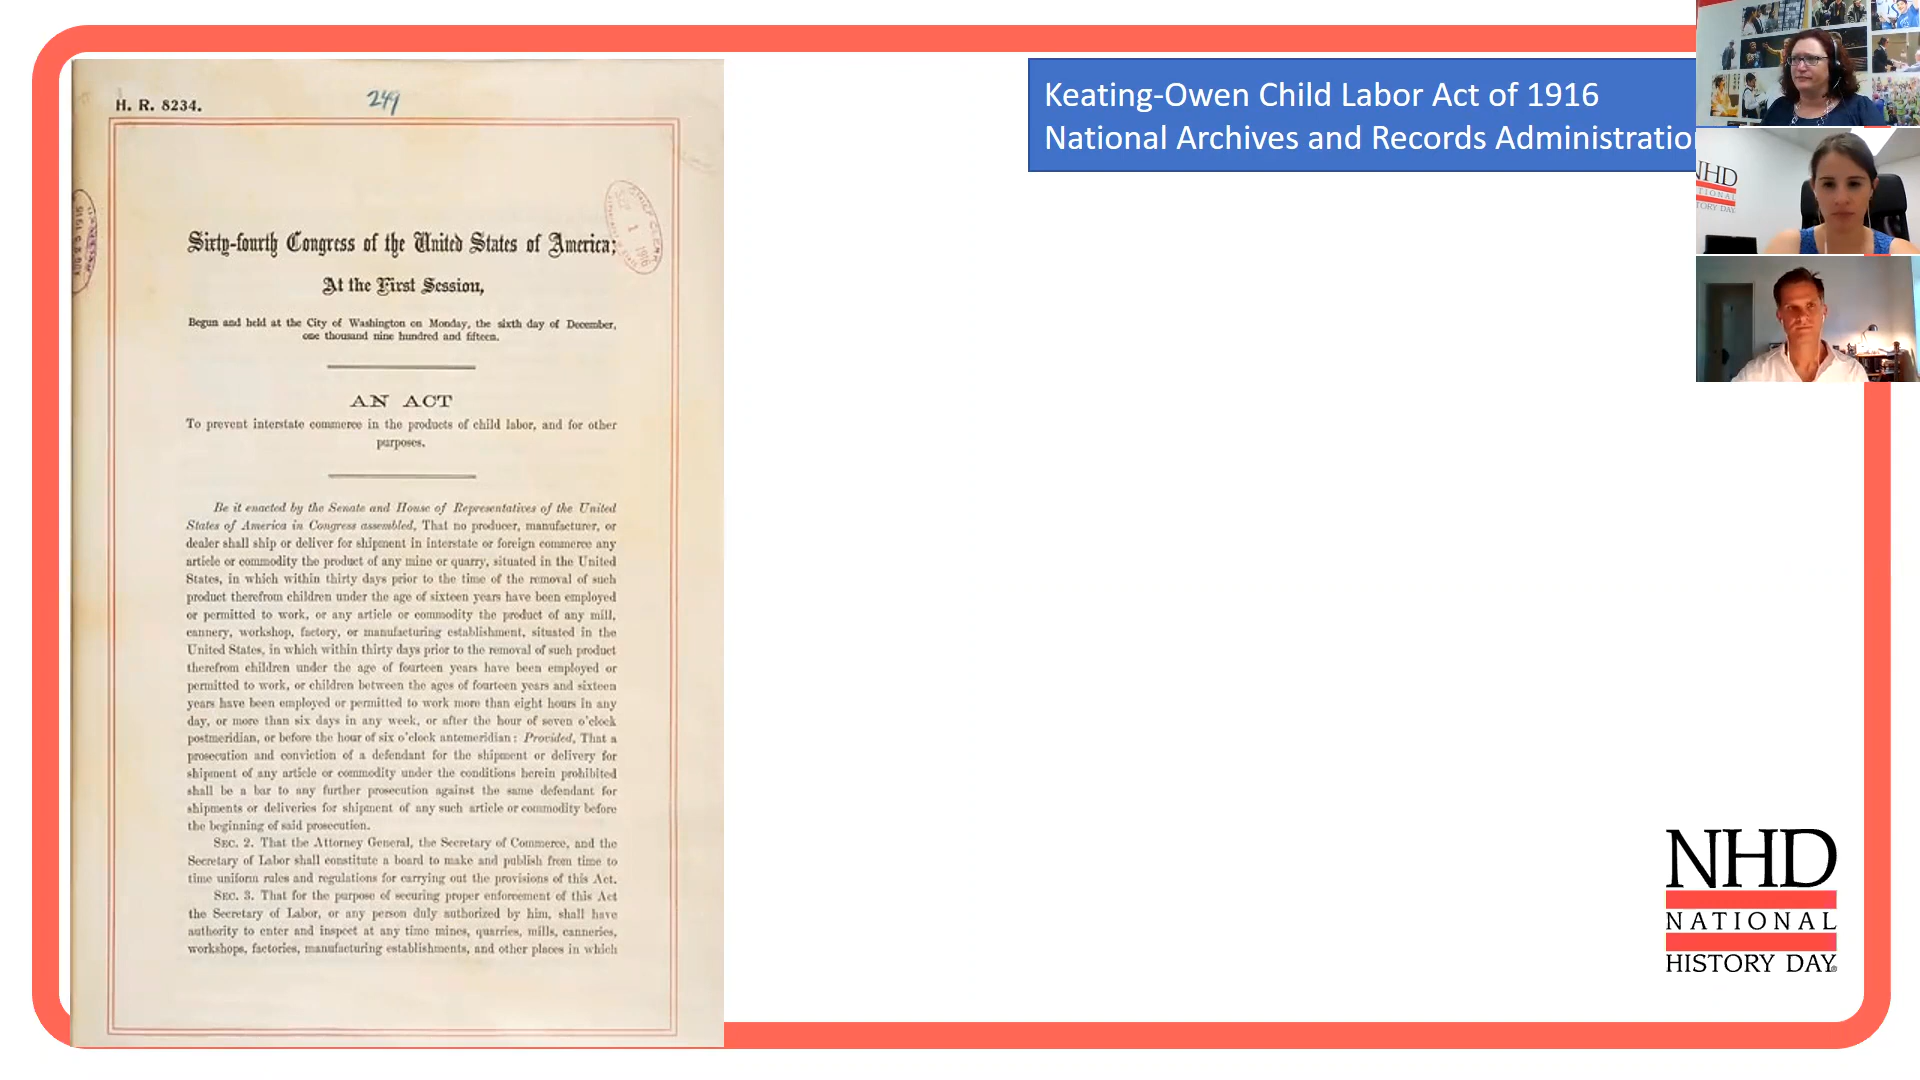 H. R. 8234.
249
Sixty-fourth Congress of the United States of America;
At the First Session,
Begun and held at the City of Washington on Monday, the sixth day of December,
one thousand nine hundred and fifteen.
AN ACT
To prevent interstate commerce in the products of child labor, and for other
purposes.
Be it enacted by the Senate and House of Representatives of the United
States of America in Congress assembled, That no producer, manufacturer, or
dealer shall ship or deliver for shipment in interstate or foreign commerce any
article or commodity the product of any mine or quarry, situated in the United
States, in which within thirty days prior to the time of the removal of such
product therefrom children under the age of sixteen years have been employed
or permitted to work, or any article or commodity the product of any mill,
cannery, workshop, factory, or manufacturing establishment, situated in the
United States, in which within thirty days prior to the removal of such product
therefrom children under the age of fourteen years have been employed or
permitted to work, or children between the ages of fourteen years and sixteen
years have been employed or permitted to work more than eight hours in any
day, or more than six days in any week, or after the hour of seven o'clock
postmeridian, or before the hour of six o'clock antemeridian: Provided, That a
prosecution and conviction of a defendant for the shipment or delivery for
shipment of any article or commodity under the conditions herein prohibited
shall be a bar to any further prosecution against the same defendant for
shipments or deliveries for shipment of any such article or commodity before
the beginning of said prosecution.
SEC. 2. That the Attorney General, the Secretary of Commerce, and the
Secretary of Labor shall constitute a board to make and publish from time to
time uniform rules and regulations for carrying out the provisions of this Act.
SEC. 3. That for the purpose of securing proper enforcement of this Act
the Secretary of Labor, or any person duly authorized by him, shall have
authority to enter and inspect at any time mines, quarries, mills, canneries,
workshops, factories, manufacturing establishments, and other places in which
Keating-Owen Child Labor Act of 1916
National Archives and Records Administratio
NHD
NATIONAL
HISTORY DAY
NHD
TIONAL
TORY DAY